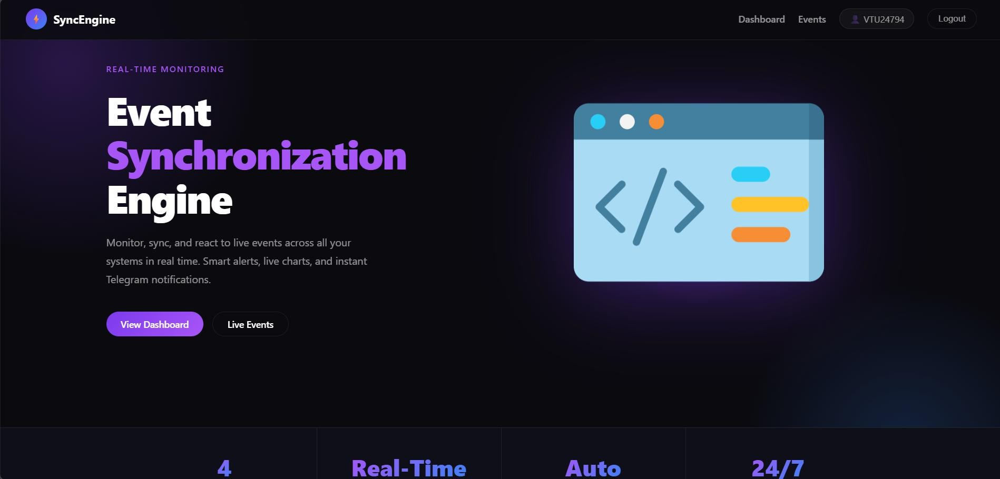 SyncEngine
Dashboard
Events
VTU24794
Logout
REAL-TIME MONITORING
Event
Synchronization
Engine
Monitor, sync, and react to live events across all your
systems in real time. Smart alerts, live charts, and instant
Telegram notifications.
View Dashboard
Live Events
4
Real-Time
Auto
24/7